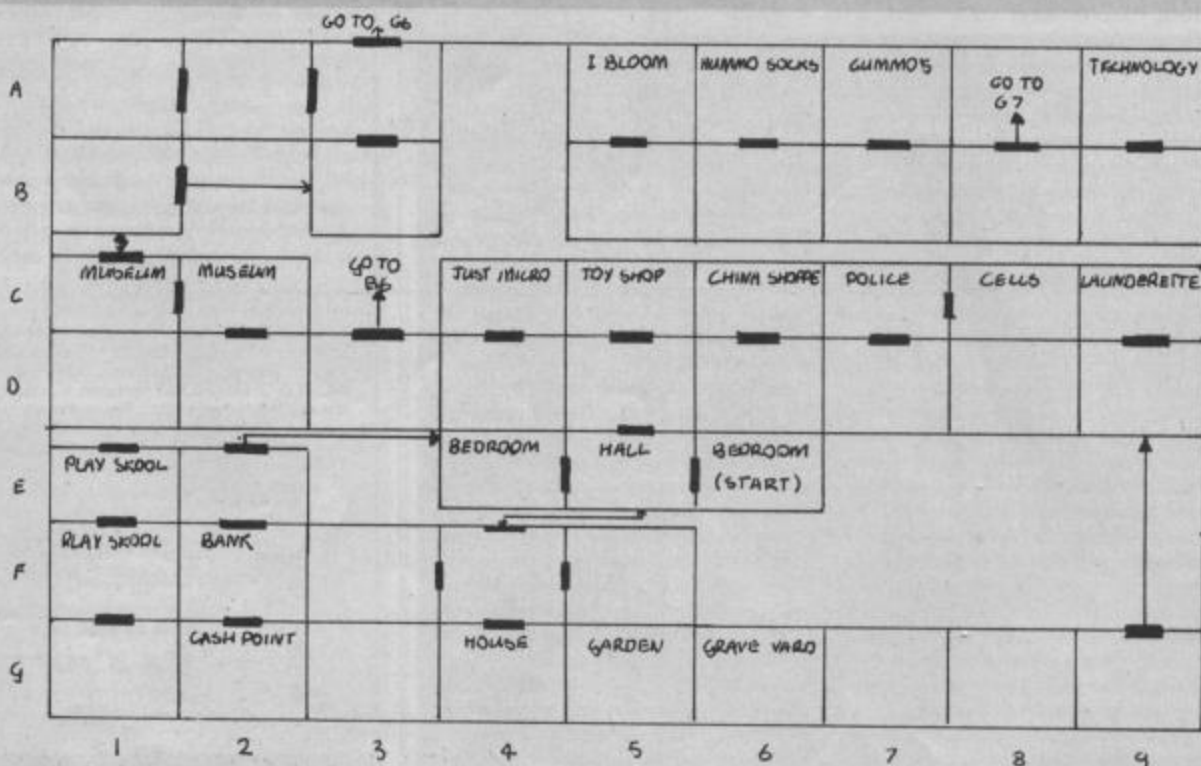 GO TO G6
A
I BLOOM
HUMMO SOCKS
GUMMO'S
GO TO
G7
TECHNOLOGY
B
C
MUSEUM
MUSEUM
GO TO
B6
JUST MICRO
TOY SHOP
CHINA SHOPPE
POLICE
CELLS
LAUNDERETTE
D
E
PLAY SKOOL
BEDROOM
HALL
BEDROOM
(START)
F
PLAY SKOOL
BANK
G
CASH POINT
HOUSE
GARDEN
GRAVE YARD
1 2 3 4 5 6 7 8 9